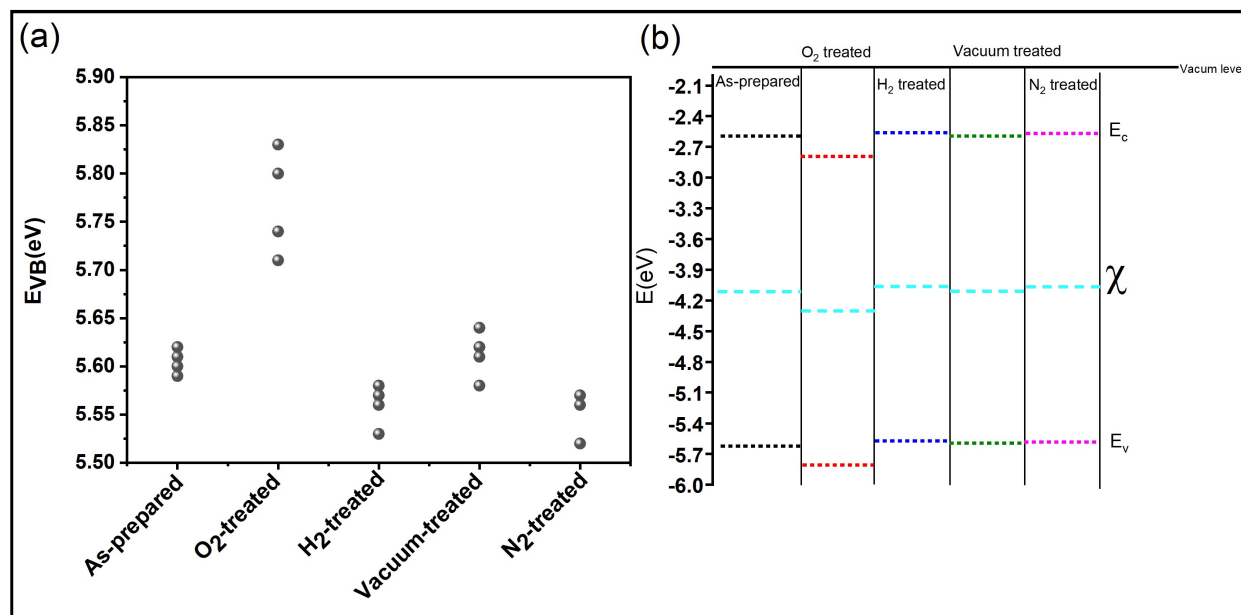 (a)
EVB(eV)
5.90
5.85
5.80
5.75
5.70
5.65
5.60
5.55
5.50
As-prepared
O2-treated
H2-treated
Vacuum-treated
N2-treated
(b)
O2 treated
Vacuum treated
Vacum level
As-prepared
H2 treated
N2 treated
E(eV)
-2.1
-2.4
-2.7
-3.0
-3.3
-3.6
-3.9
-4.2
-4.5
-4.8
-5.1
-5.4
-5.7
-6.0
Ec
χ
Ev